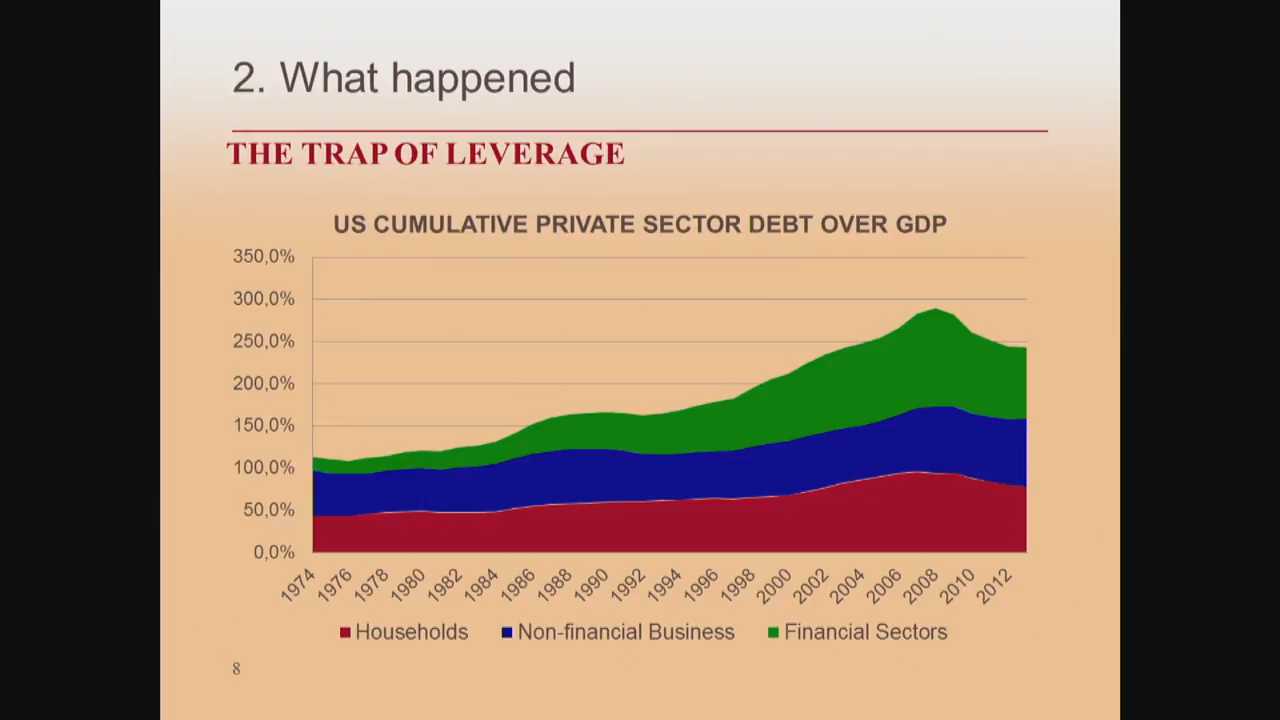 2. What happened
THE TRAP OF LEVERAGE
US CUMULATIVE PRIVATE SECTOR DEBT OVER GDP
350,0%
300,0%
250,0%
200,0%
150,0%
100,0%
50,0%
0,0%
1974 1976 1978 1980 1982 1984 1986 1988 1990 1992 1994 1996 1998 2000 2002 2004 2006 2008 2010 2012
Households Non-financial Business Financial Sectors
8